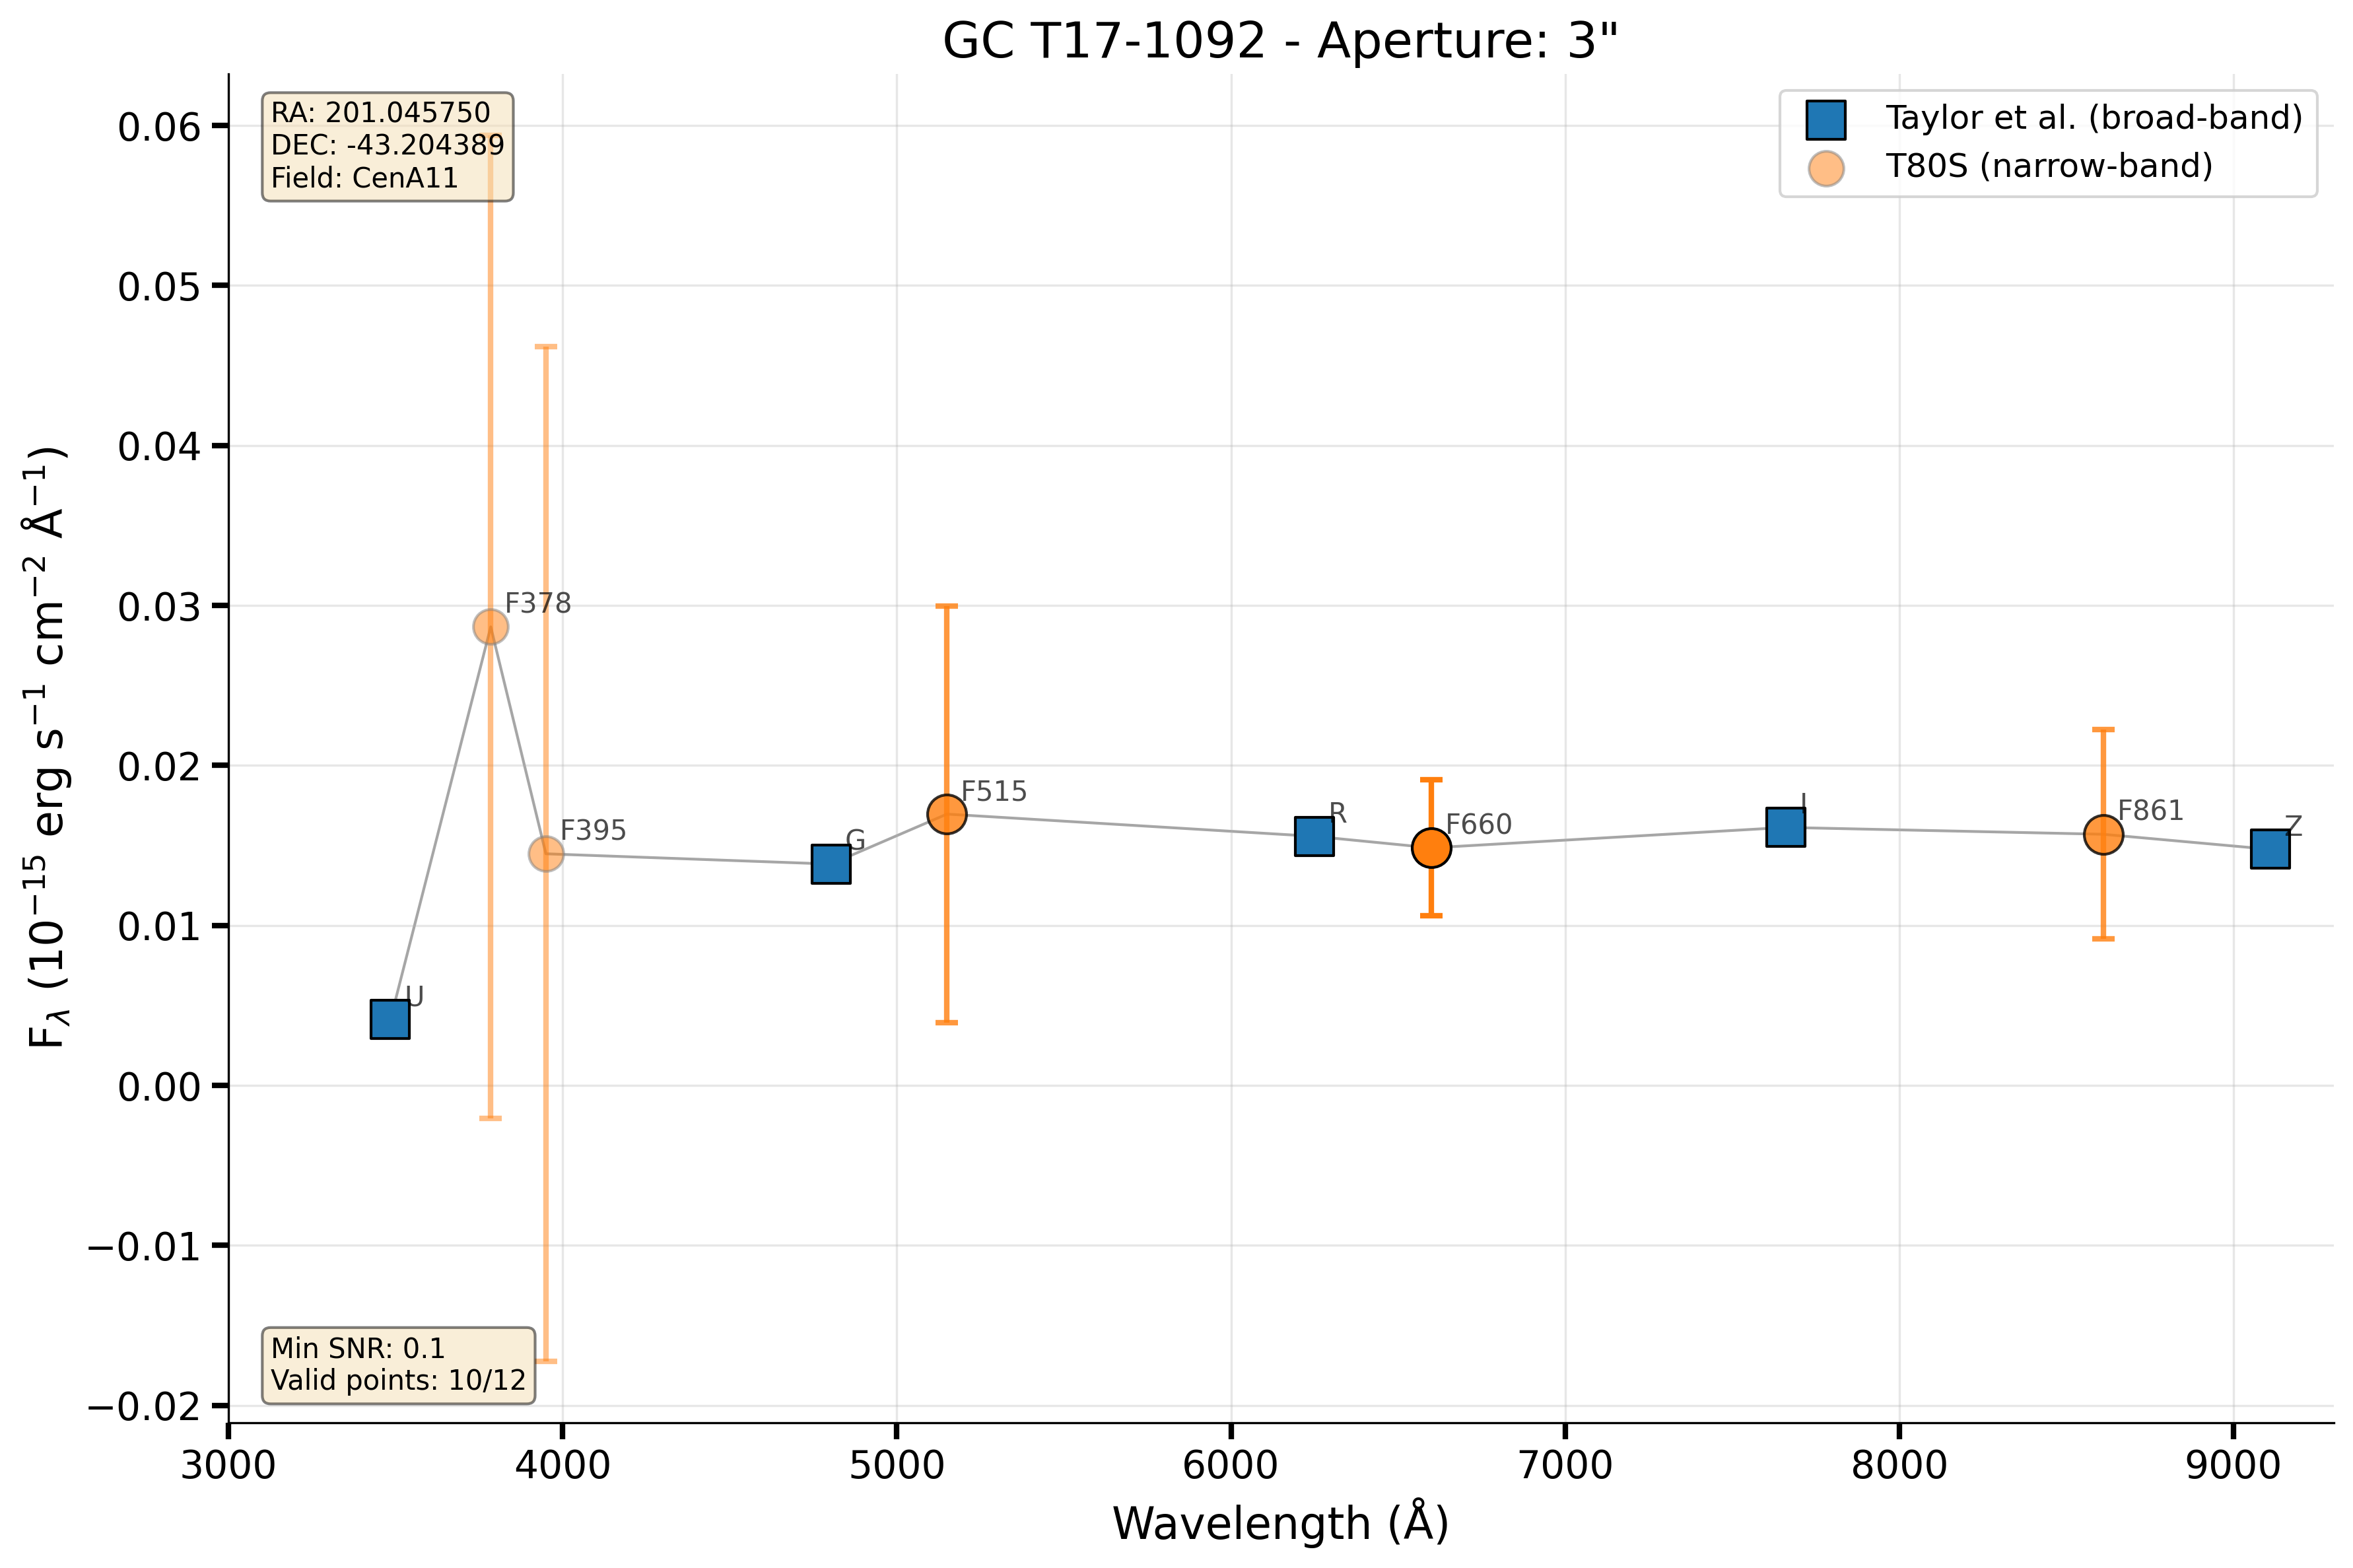 GC T17-1092 - Aperture: 3"
RA: 201.045750
DEC: -43.204389
Field: CenA11
Taylor et al. (broad-band)
T80S (narrow-band)
0.06
0.05
0.04
0.03
0.02
0.01
0.00
−0.01
−0.02
F_λ (10⁻¹⁵ erg s⁻¹ cm⁻² Å⁻¹)
U
F378
F395
G
F515
R
F660
I
F861
Z
Min SNR: 0.1
Valid points: 10/12
3000 4000 5000 6000 7000 8000 9000
Wavelength (Å)